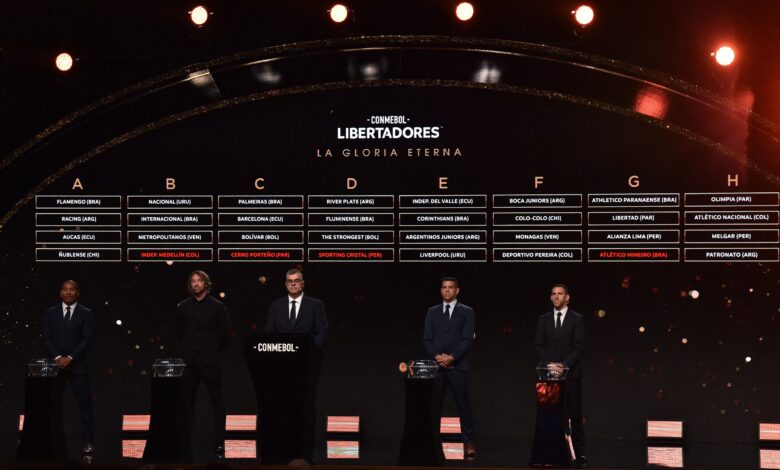 -CONMEBOL-
LIBERTADORES
LA GLORIA ETERNA
A B C D E F G H
FLAMENGO (BRA) NACIONAL (URU) PALMEIRAS (BRA) RIVER PLATE (ARG) INDEP. DEL VALLE (ECU) BOCA JUNIORS (ARG) ATHLETICO PARANAENSE (BRA) OLIMPIA (PAR)
RACING (ARG) INTERNACIONAL (BRA) BARCELONA (ECU) FLUMINENSE (BRA) CORINTHIANS (BRA) COLO-COLO (CHI) LIBERTAD (PAR) ATLÉTICO NACIONAL (COL)
AUCAS (ECU) METROPOLITANOS (VEN) BOLÍVAR (BOL) THE STRONGEST (BOL) ARGENTINOS JUNIORS (ARG) MONAGAS (VEN) ALIANZA LIMA (PER) MELGAR (PER)
ÑUBLENSE (CHI) INDEP. MEDELLÍN (COL) CERRO PORTEÑO (PAR) SPORTING CRISTAL (PER) LIVERPOOL (URU) DEPORTIVO PEREIRA (COL) ATLÉTICO MINEIRO (BRA) PATRONATO (ARG)
-CONMEBOL-